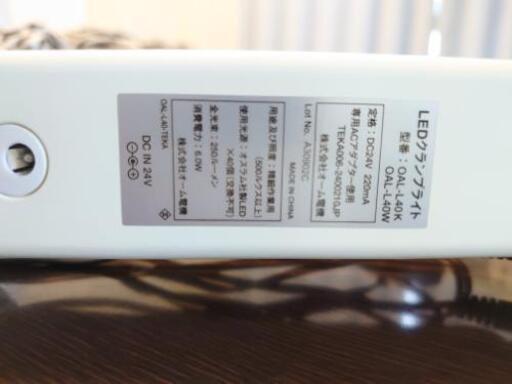 LEDクランプライト
型番：OAL-L40K
OAL-L40W
定格：DC24V 220mA
専用ACアダプター使用
TEKA006-2400210JP
株式会社オーム電機
Lot No. A30902C
MADE IN CHINA
用途及び照度：精細作業用
(500ルクス以上)
使用光源：オスラム社製LED
×40個(交換不可)
全光束：250ルーメン
消費電力：6.0W
株式会社オーム電機
OAL-L40-TEKA
DC IN 24V